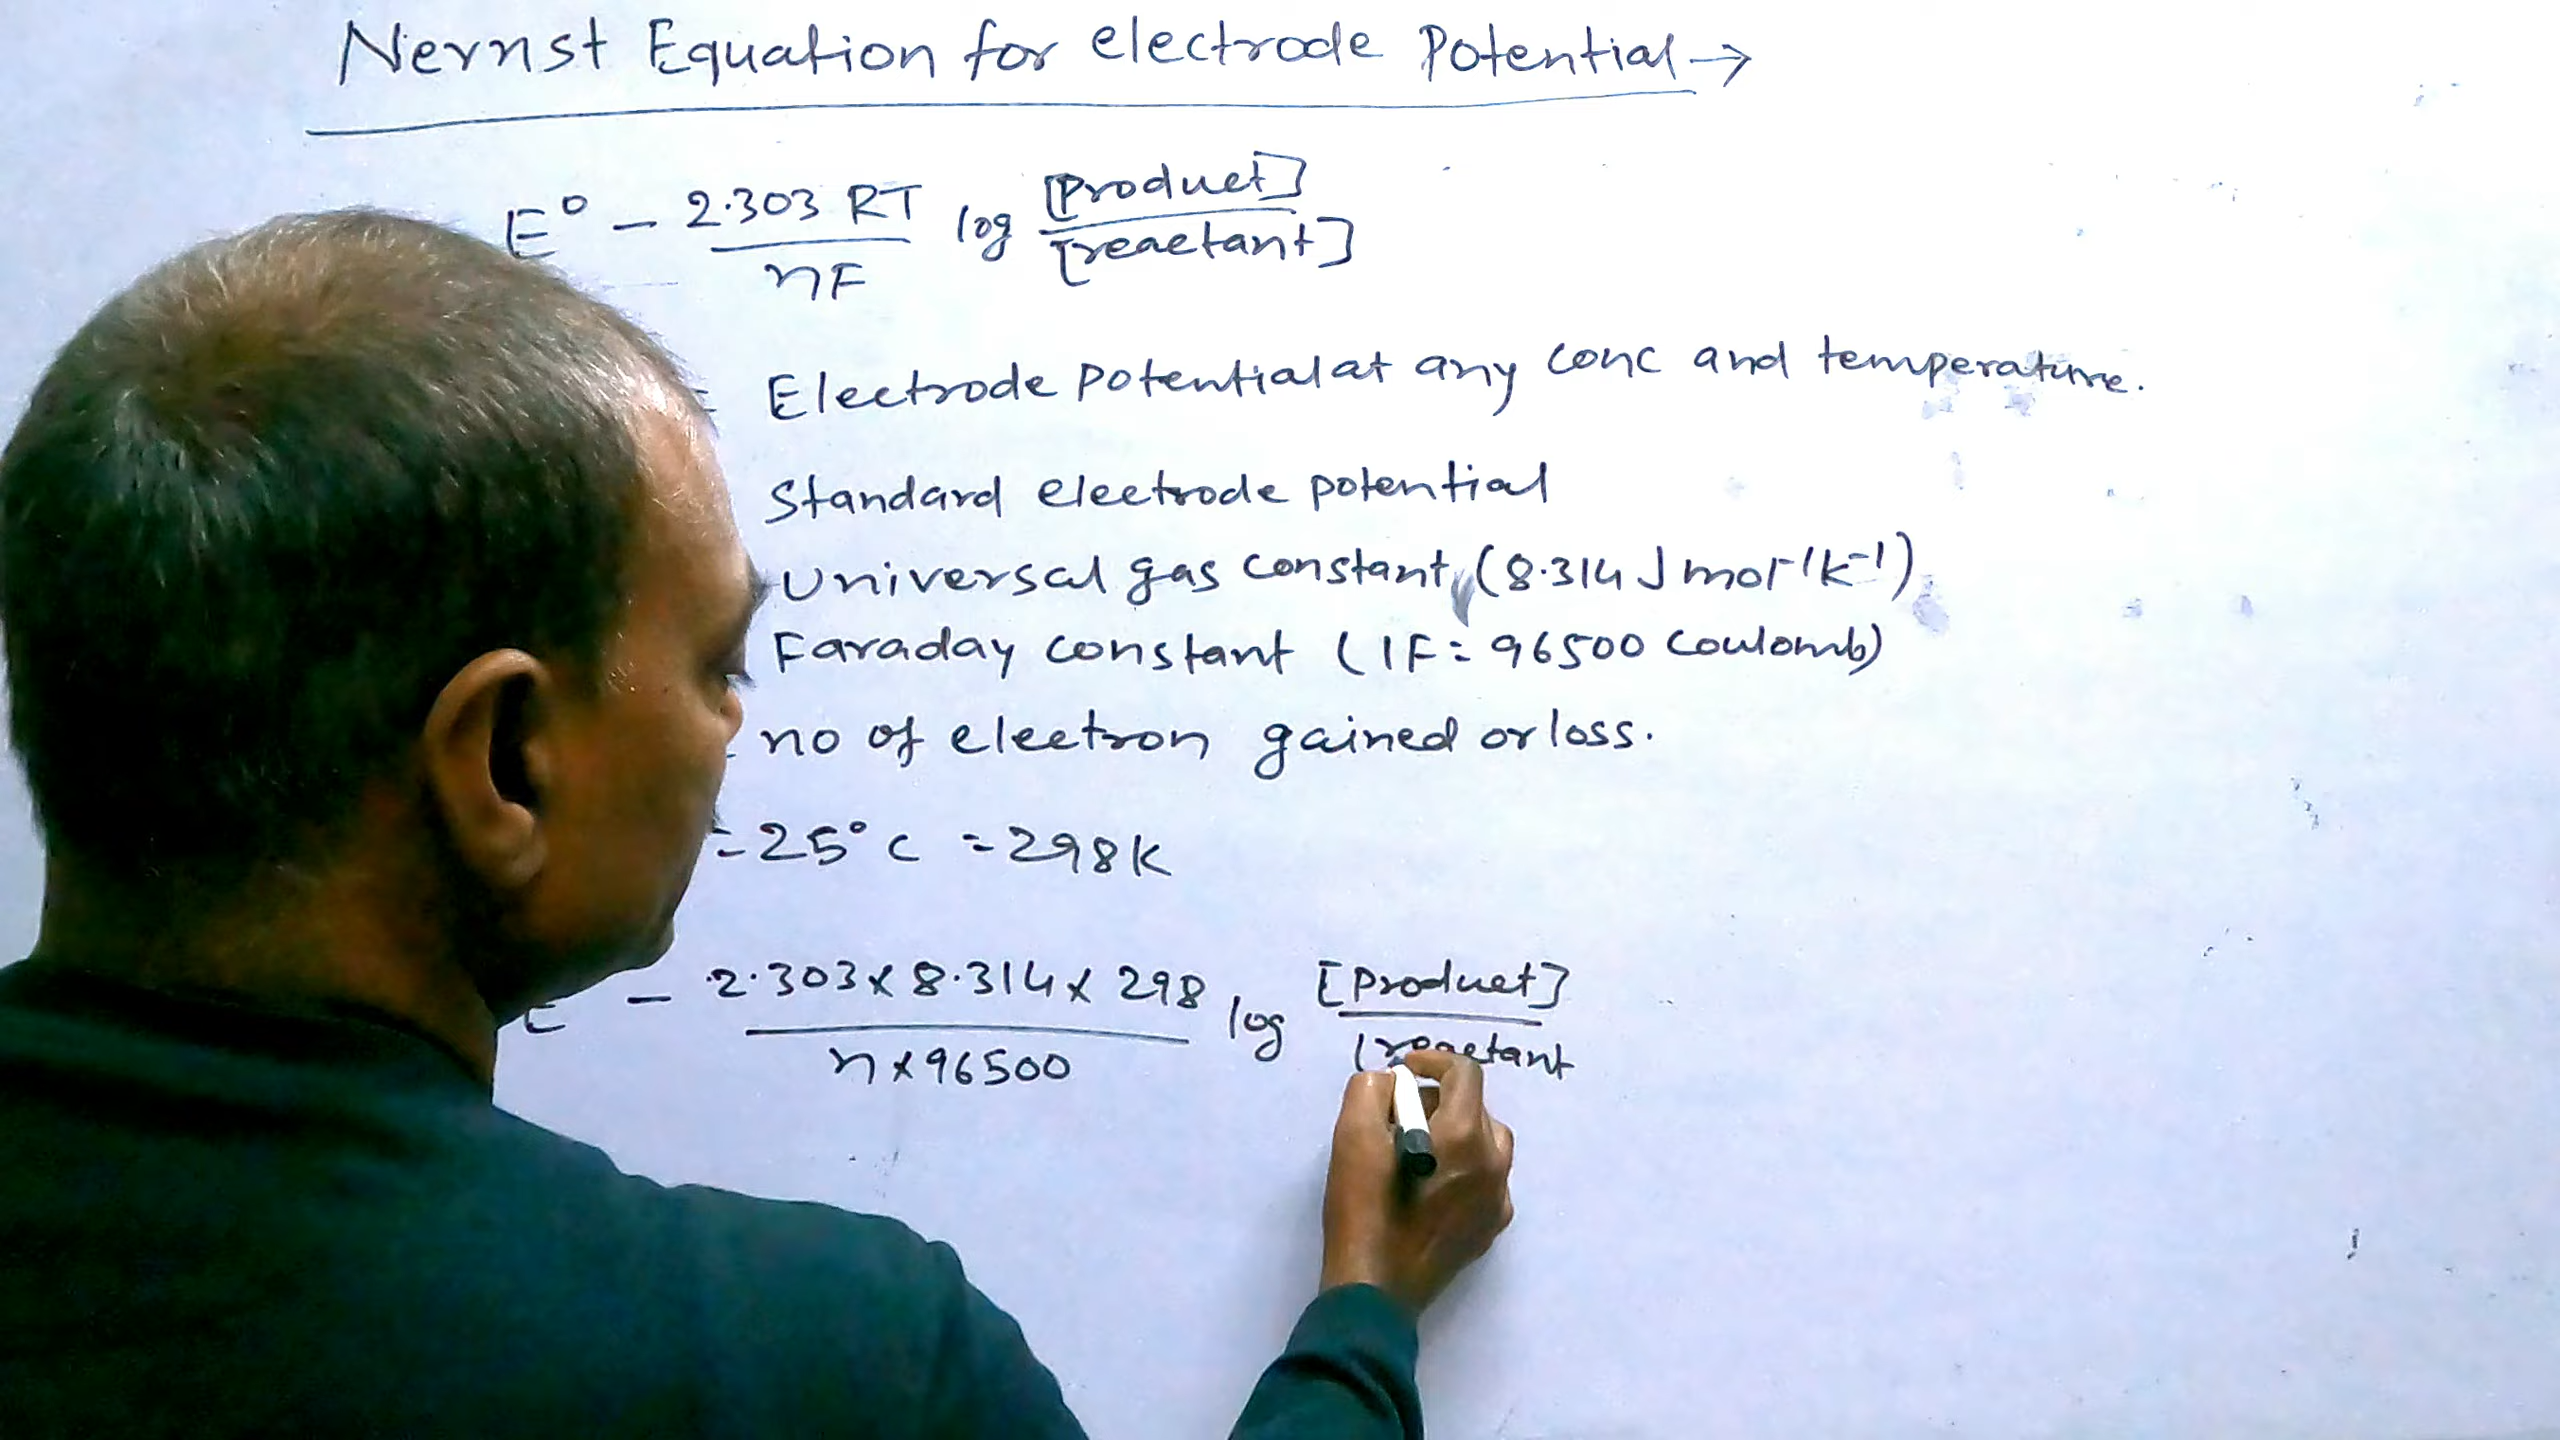 Nernst Equation for electrode Potential →
E° - 2.303 RT / nF log [Product] / [reactant]
= Electrode potential at any conc and temperature.
Standard electrode potential
Universal gas constant, (8.314 J mol⁻¹k⁻¹)
Faraday constant (1F = 96500 coulomb)
= no of electron gained or loss.
= 25°C = 298K
E - 2.303 x 8.314 x 298 / n x 96500 log [Product] / [reactant